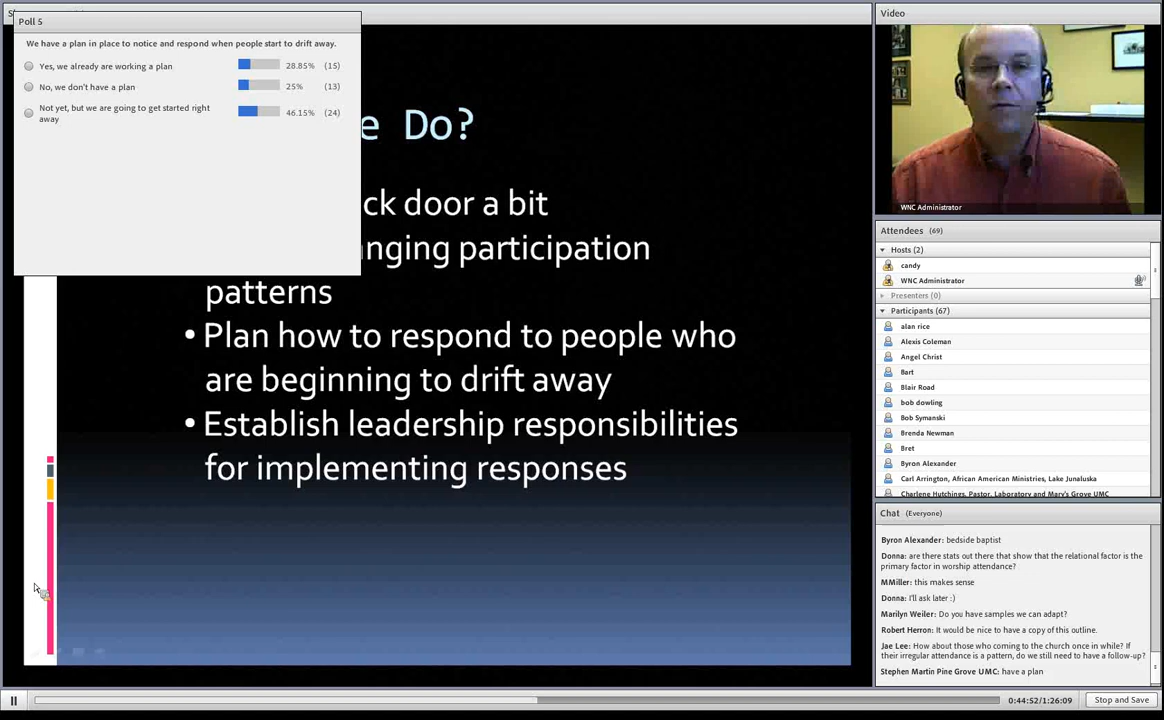 Poll 5
We have a plan in place to notice and respond when people start to drift away.
Yes, we already are working a plan 28.85% (15)
No, we don't have a plan 25% (13)
Not yet, but we are going to get started right
away 46.15% (24)
e Do?
ck door a bit
anging participation
patterns
• Plan how to respond to people who
are beginning to drift away
• Establish leadership responsibilities
for implementing responses
Video
WNC Administrator
Attendees (69)
Hosts (2)
candy
WNC Administrator
Presenters (0)
Participants (67)
alan rice
Alexis Coleman
Angel Christ
Bart
Blair Road
bob dowling
Bob Symanski
Brenda Newman
Bret
Byron Alexander
Carl Arrington, African American Ministries, Lake Junaluska
Charlene Hutchings, Pastor, Laboratory and Mary's Grove UMC
Chat (Everyone)
Byron Alexander: bedside baptist
Donna: are there stats out there that show that the relational factor is the
primary factor in worship attendance?
MMiller: this makes sense
Donna: I'll ask later :)
Marilyn Weiler: Do you have samples we can adapt?
Robert Herron: It would be nice to have a copy of this outline.
Jae Lee: How about those who coming to the church once in while? If
their irregular attendance is a pattern, do we still need to have a follow-up?
Stephen Martin Pine Grove UMC: have a plan
0:44:52/1:26:09
Stop and Save